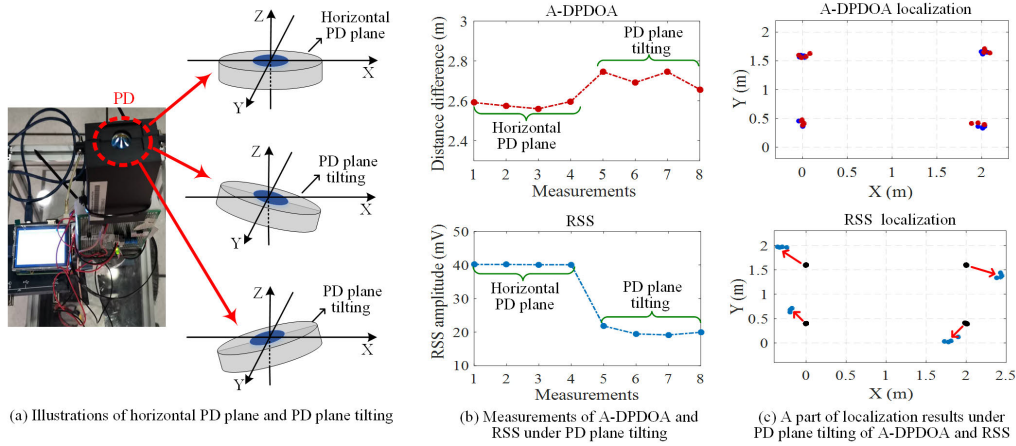 PD
Z
Horizontal
PD plane
X
Y
Z
PD plane
tilting
X
Y
Z
PD plane
tilting
X
Y
(a) Illustrations of horizontal PD plane and PD plane tilting
A-DPDOA
Distance difference (m)
3
2.8
2.6
2.4
PD plane
tilting
Horizontal
PD plane
1 2 3 4 5 6 7 8
Measurements
RSS
RSS amplitude (mV)
50
40
30
20
10
Horizontal
PD plane
PD plane
tilting
1 2 3 4 5 6 7 8
Measurements
(b) Measurements of A-DPDOA and
RSS under PD plane tilting
A-DPDOA localization
Y (m)
2
1.5
1
0.5
0
0 0.5 1 1.5 2
X (m)
RSS localization
Y (m)
2
1.5
1
0.5
0
0 0.5 1 1.5 2 2.5
X (m)
(c) A part of localization results under
PD plane tilting of A-DPDOA and RSS